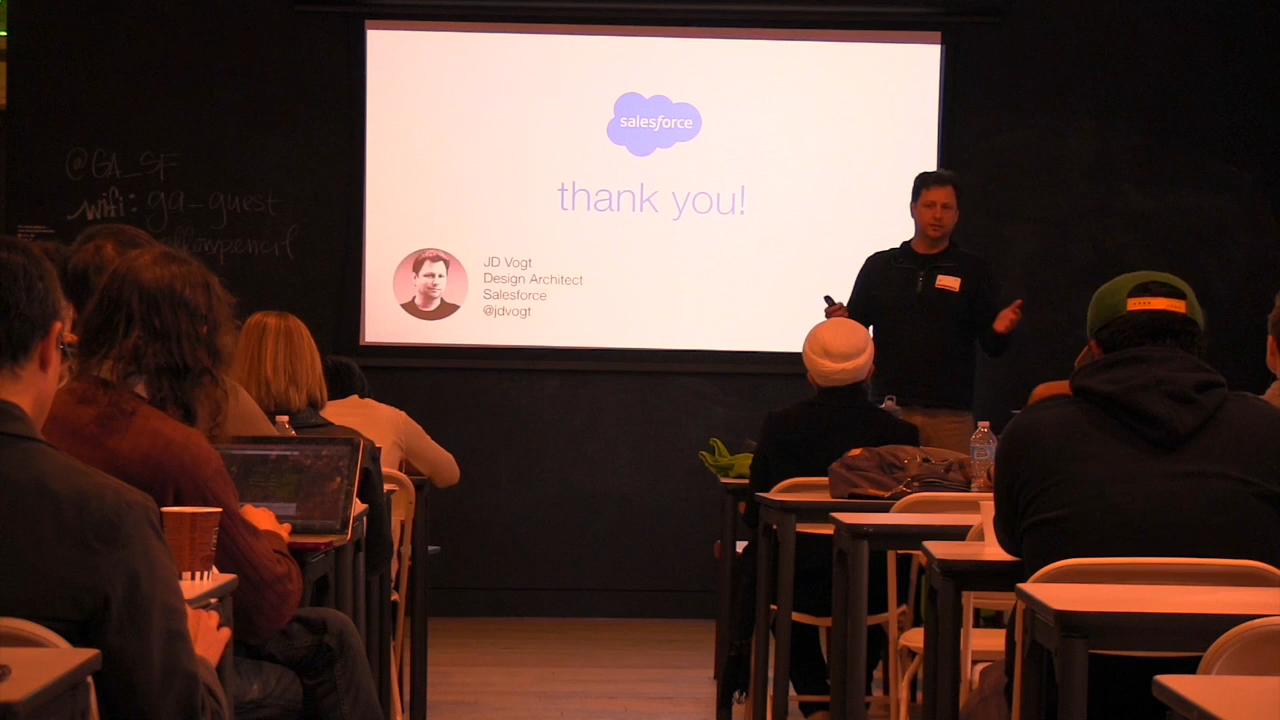 salesforce
thank you!
JD Vogt
Design Architect
Salesforce
@jdvogt
@GA_SF
wifi: ga-guest